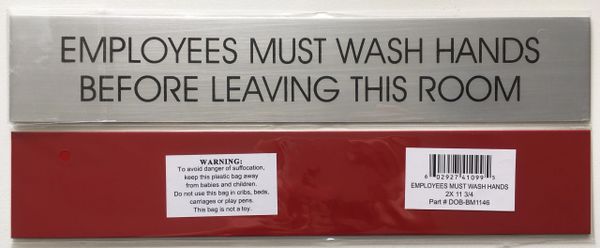 EMPLOYEES MUST WASH HANDS
BEFORE LEAVING THIS ROOM
WARNING:
To avoid danger of suffocation,
keep this plastic bag away
from babies and children.
Do not use this bag in cribs, beds,
carriages or play pens.
This bag is not a toy.
6 02927 41099 5
EMPLOYEES MUST WASH HANDS
2X 11 3/4
Part # DOB-BM1146